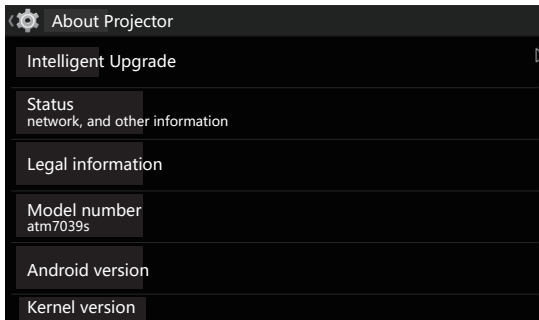 About Projector
Intelligent Upgrade
Status
network, and other information
Legal information
Model number
atm7039s
Android version
Kernel version